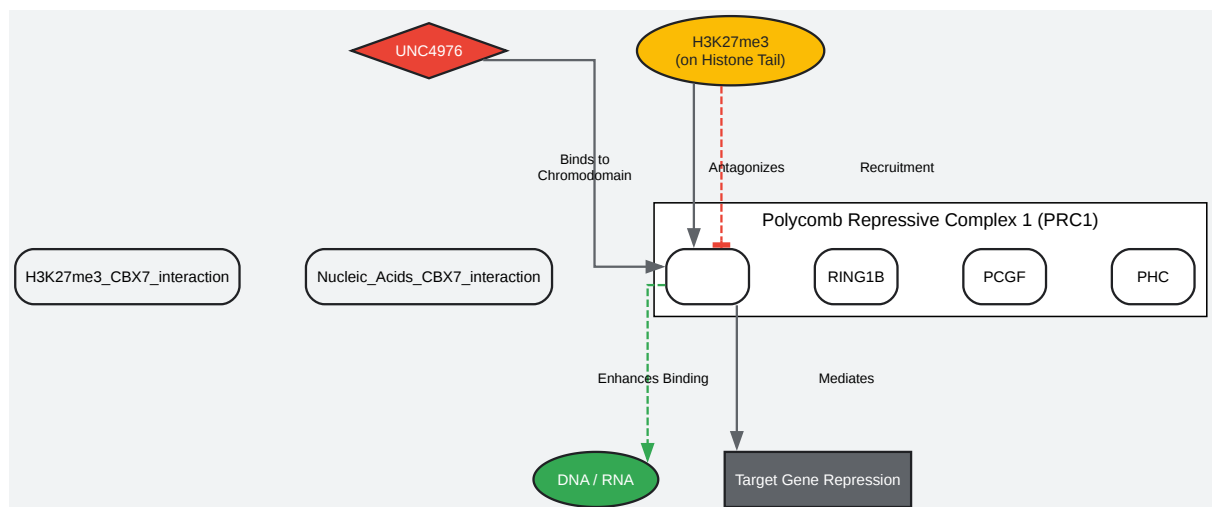 UNC4976
H3K27me3
(on Histone Tail)
Binds to
Chromodomain
Antagonizes
Recruitment
Polycomb Repressive Complex 1 (PRC1)
H3K27me3_CBX7_interaction
Nucleic_Acids_CBX7_interaction
RING1B
PCGF
PHC
Enhances Binding
Mediates
DNA / RNA
Target Gene Repression